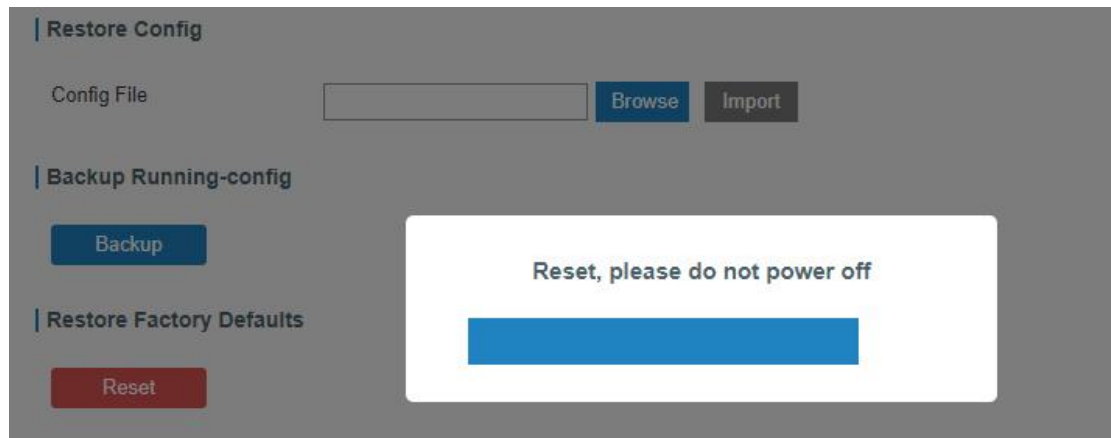 Restore Config
Config File
Browse
Import
Backup Running-config
Backup
Reset, please do not power off
Restore Factory Defaults
Reset